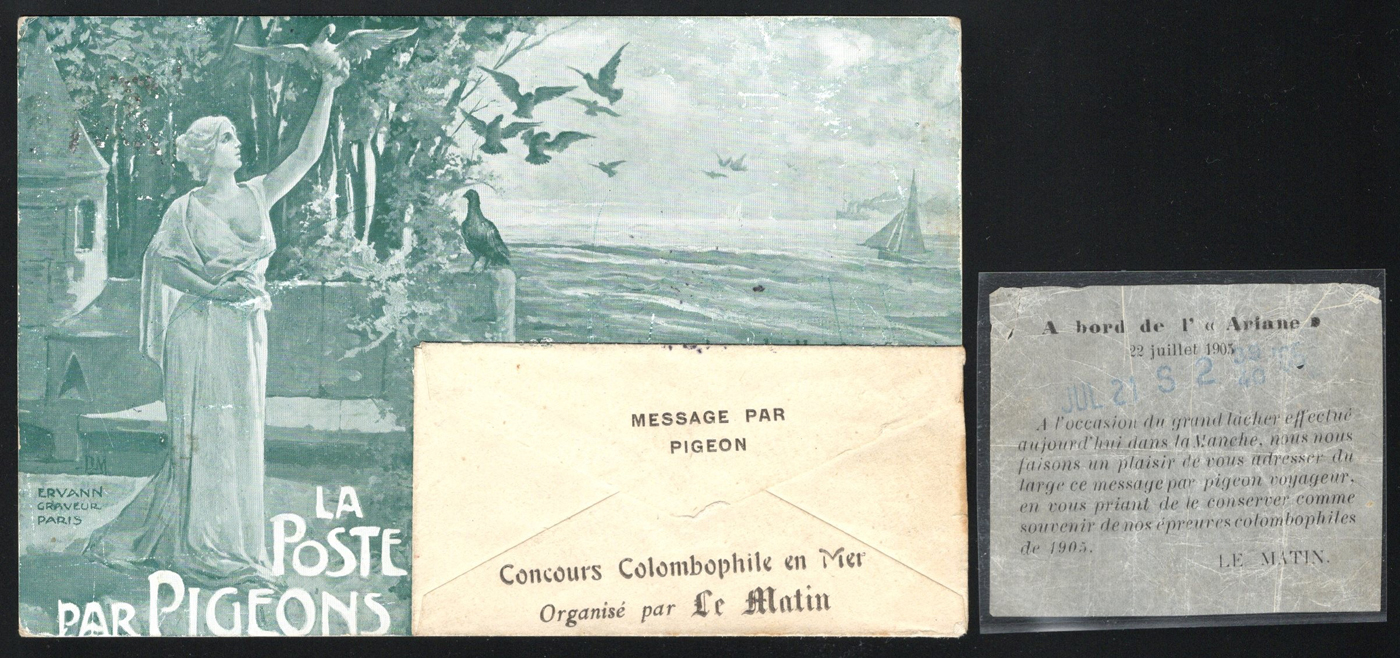 ERVANN
GRAVEUR
PARIS
LA
POSTE
PAR PIGEONS
MESSAGE PAR
PIGEON
Concours Colombophile en Mer
Organisé par Le Matin
A bord de l' « Ariane »
22 juillet 1905
JUL 21 S 2
A l'occasion du grand lâcher effectué
aujourd'hui dans la Manche, nous nous
faisons un plaisir de vous adresser du
large ce message par pigeon voyageur,
en vous priant de le conserver comme
souvenir de nos épreuves colombophiles
de 1905.
LE MATIN.